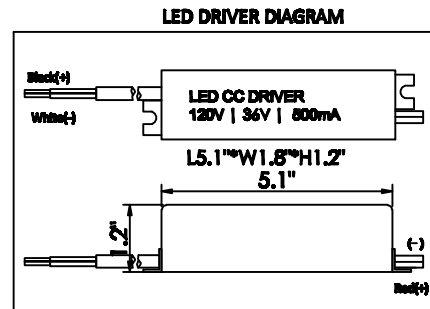 LED DRIVER DIAGRAM
Black(+)
White(-)
LED CC DRIVER
120V | 36V | 800mA
L5.1"*W1.8"*H1.2"
5.1"
1.2"
(-)
Red(+)